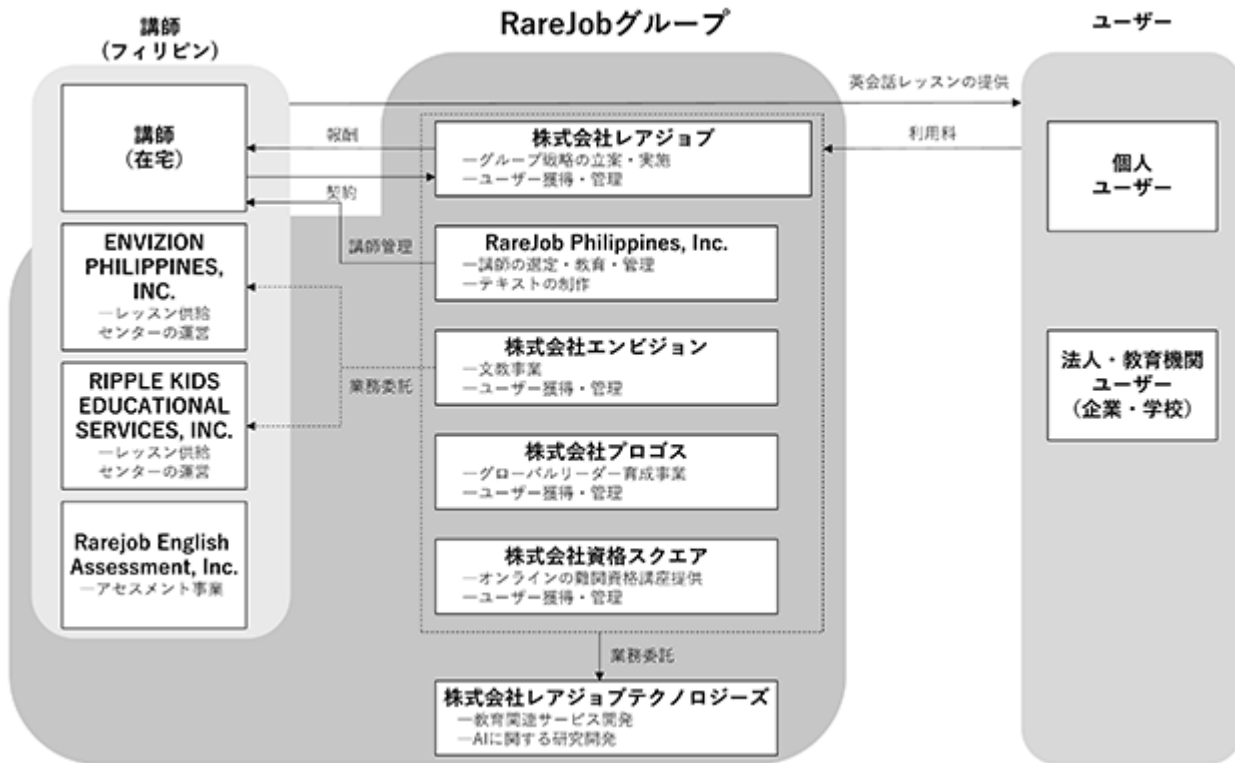 講師
（フィリピン）
RareJobグループ
ユーザー
英会話レッスンの提供
講師
（在宅）
報酬
契約
講師管理
株式会社レアジョブ
―グループ戦略の立案・実施
―ユーザー獲得・管理
利用料
個人
ユーザー
ENVIZION
PHILIPPINES,
INC.
―レッスン供給
センターの運営
RareJob Philippines, Inc.
―講師の選定・教育・管理
―テキストの制作
株式会社エンビジョン
―文教事業
―ユーザー獲得・管理
法人・教育機関
ユーザー
（企業・学校）
業務委託
RIPPLE KIDS
EDUCATIONAL
SERVICES, INC.
―レッスン供給
センターの運営
株式会社プロゴス
―グローバルリーダー育成事業
―ユーザー獲得・管理
Rarejob English
Assessment, Inc.
―アセスメント事業
株式会社資格スクエア
―オンラインの難関資格講座提供
―ユーザー獲得・管理
業務委託
株式会社レアジョブテクノロジーズ
―教育関連サービス開発
―AIに関する研究開発